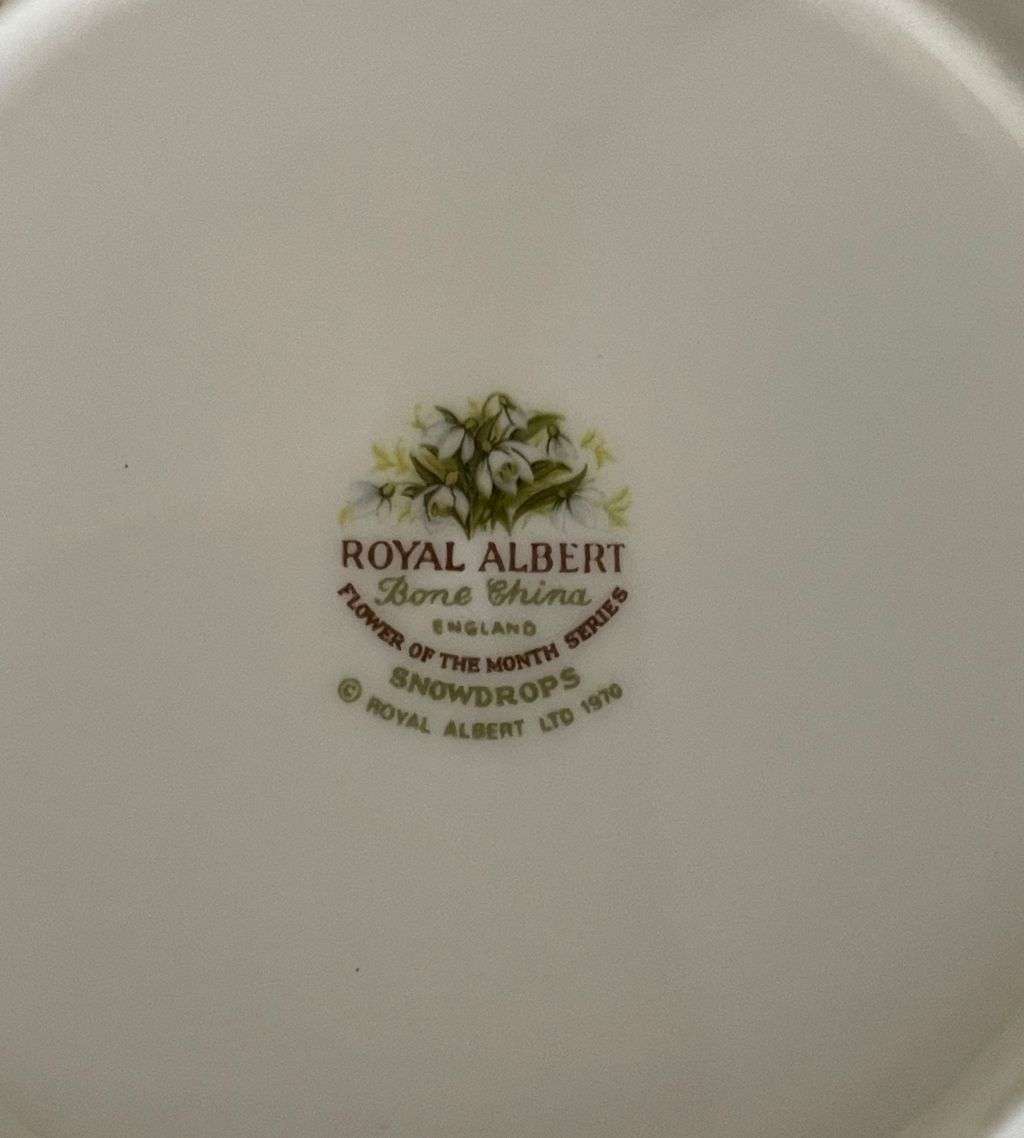 ROYAL ALBERT
Bone China
ENGLAND
FLOWER OF THE MONTH SERIES
SNOWDROPS
© ROYAL ALBERT LTD 1970